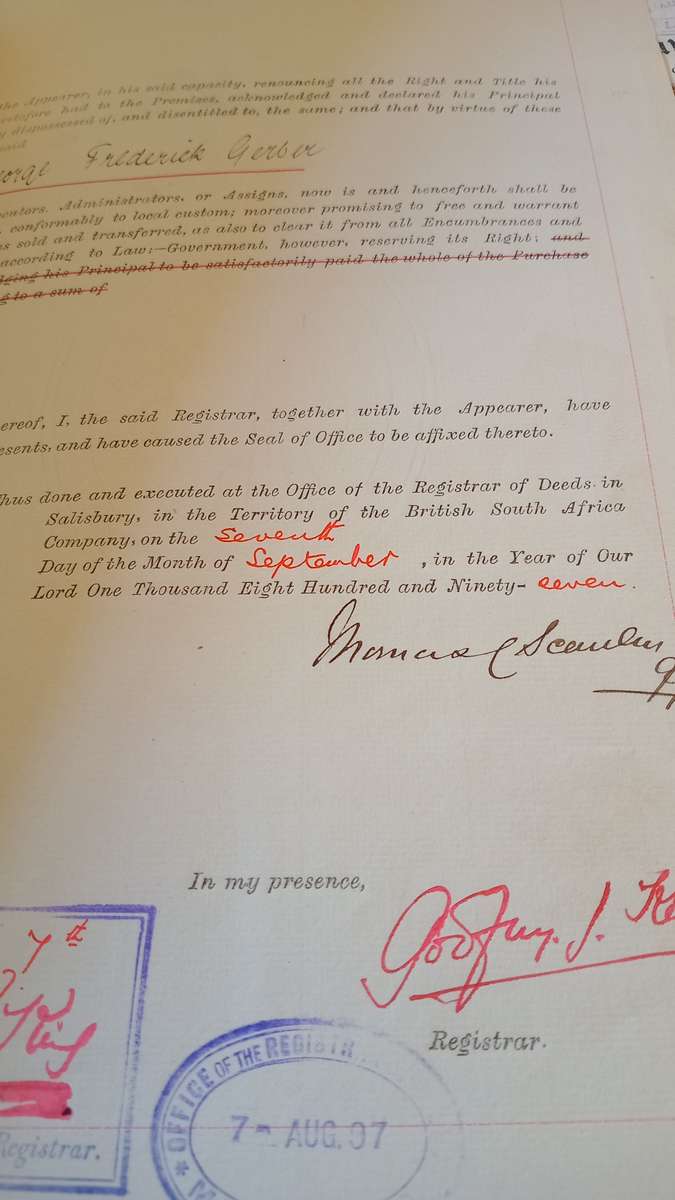 the Appearer, in his said capacity, renouncing all the Right and Title his
had to the Premises, acknowledged and declared his Principal
dispossessed of, and disentitled to, the same; and that by virtue of these
Frederick Gerber
Administrators, or Assigns, now is and henceforth shall be
conformably to local custom; moreover promising to free and warrant
sold and transferred, as also to clear it from all Encumbrances and
according to Law;—Government, however, reserving its Right; and
his Principal to be satisfactorily paid the whole of the Purchase
to a sum of
ereof, I, the said Registrar, together with the Appearer, have
esents, and have caused the Seal of Office to be affixed thereto.
Thus done and executed at the Office of the Registrar of Deeds in
Salisbury, in the Territory of the British South Africa
Company, on the Seventh
Day of the Month of September, in the Year of Our
Lord One Thousand Eight Hundred and Ninety-seven.
Scanlen
In my presence,
Godfrey. J. K
Registrar.
7th
King
Registrar.
* OFFICE OF THE REGISTR
7 - AUG. 97